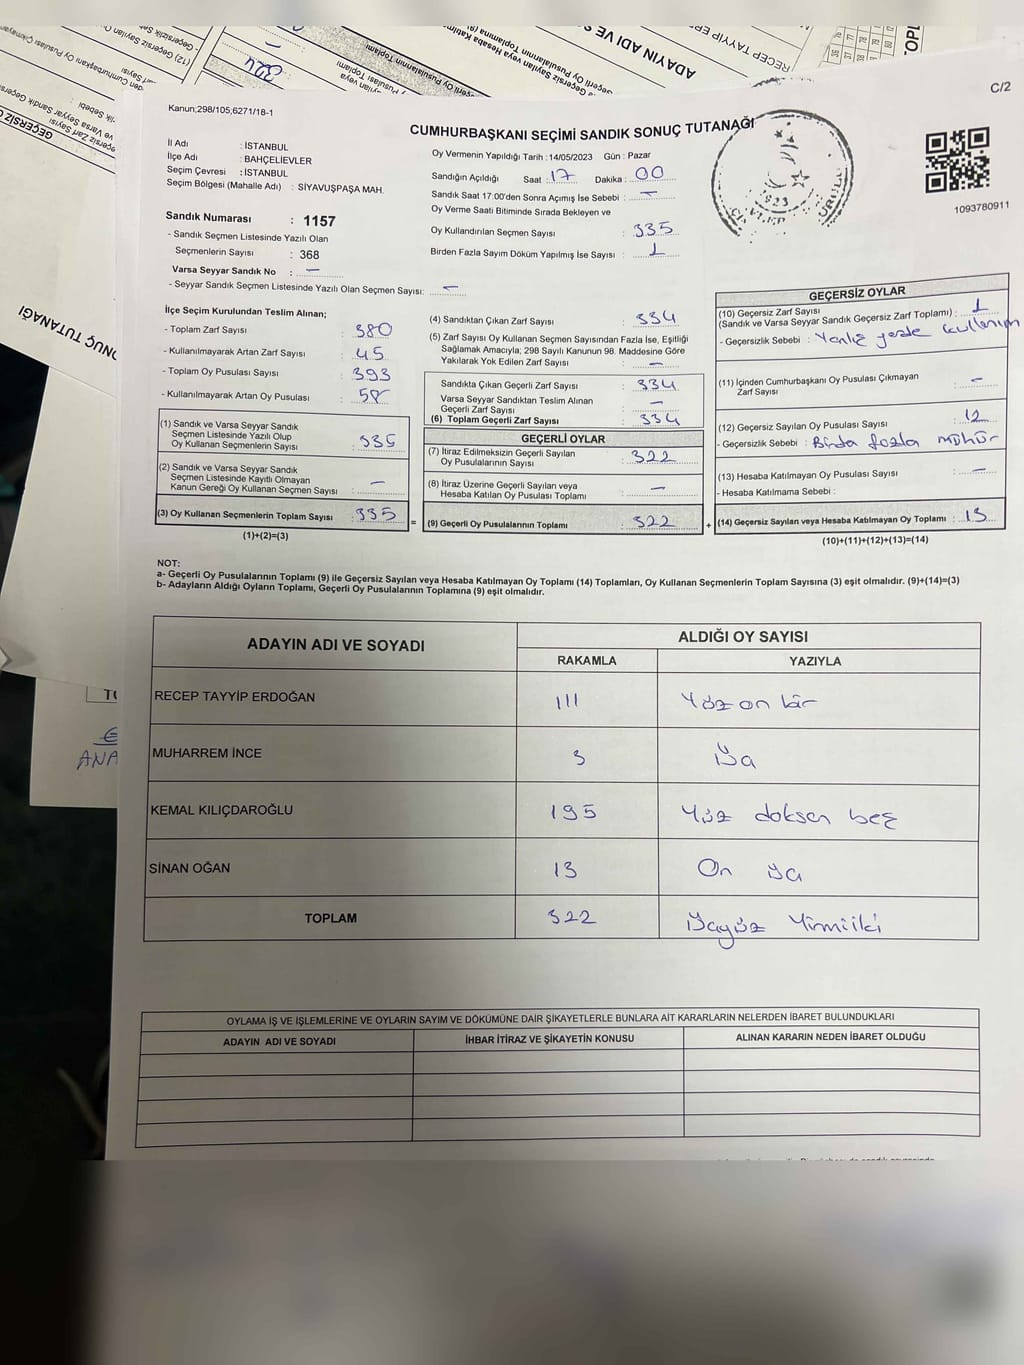 C/2
Kanun;298/105;6271/18-1
CUMHURBAŞKANI SEÇİMİ SANDIK SONUÇ TUTANAĞI
İl Adı : İSTANBUL
İlçe Adı : BAHÇELİEVLER
Seçim Çevresi : İSTANBUL
Seçim Bölgesi (Mahalle Adı) : SİYAVUŞPAŞA MAH.
Sandık Numarası : 1157
- Sandık Seçmen Listesinde Yazılı Olan
Seçmenlerin Sayısı : 368
Varsa Seyyar Sandık No : —
- Seyyar Sandık Seçmen Listesinde Yazılı Olan Seçmen Sayısı: —
Oy Vermenin Yapıldığı Tarih : 14/05/2023 Gün : Pazar
Sandığın Açıldığı Saat 17 Dakika : 00
Sandık Saat 17:00'den Sonra Açımış İse Sebebi : —
Oy Verme Saati Bitiminde Sırada Bekleyen ve
Oy Kullandırılan Seçmen Sayısı : 335
Birden Fazla Sayım Döküm Yapılmış İse Sayısı : 1
1093780911
İlçe Seçim Kurulundan Teslim Alınan;
- Toplam Zarf Sayısı : 380
- Kullanılmayarak Artan Zarf Sayısı : 45
- Toplam Oy Pusulası Sayısı : 393
- Kullanılmayarak Artan Oy Pusulası : 58
(1) Sandık ve Varsa Seyyar Sandık
Seçmen Listesinde Yazılı Olup
Oy Kullanan Seçmenlerin Sayısı : 335
(2) Sandık ve Varsa Seyyar Sandık
Seçmen Listesinde Kayıtlı Olmayan
Kanun Gereği Oy Kullanan Seçmen Sayısı : —
(3) Oy Kullanan Seçmenlerin Toplam Sayısı : 335
(1)+(2)=(3)
(4) Sandıktan Çıkan Zarf Sayısı : 334
(5) Zarf Sayısı Oy Kullanan Seçmen Sayısından Fazla İse, Eşitliği
Sağlamak Amacıyla; 298 Sayılı Kanunun 98. Maddesine Göre
Yakılarak Yok Edilen Zarf Sayısı : —
Sandıkta Çıkan Geçerli Zarf Sayısı : 334
Varsa Seyyar Sandıktan Teslim Alınan
Geçerli Zarf Sayısı : —
(6) Toplam Geçerli Zarf Sayısı : 334
GEÇERLİ OYLAR
(7) İtiraz Edilmeksizin Geçerli Sayılan
Oy Pusulalarının Sayısı : 322
(8) İtiraz Üzerine Geçerli Sayılan veya
Hesaba Katılan Oy Pusulası Toplamı : —
= (9) Geçerli Oy Pusulalarının Toplamı : 322
GEÇERSİZ OYLAR
(10) Geçersiz Zarf Sayısı
(Sandık ve Varsa Seyyar Sandık Geçersiz Zarf Toplamı) : 1
- Geçersizlik Sebebi : Yanlış yerde kullanım
(11) İçinden Cumhurbaşkanı Oy Pusulası Çıkmayan
Zarf Sayısı : —
(12) Geçersiz Sayılan Oy Pusulası Sayısı : 12
- Geçersizlik Sebebi : Birda fazla mühür
(13) Hesaba Katılmayan Oy Pusulası Sayısı : —
- Hesaba Katılmama Sebebi :
+ (14) Geçersiz Sayılan veya Hesaba Katılmayan Oy Toplamı : 13
(10)+(11)+(12)+(13)=(14)
NOT:
a- Geçerli Oy Pusulalarının Toplamı (9) ile Geçersiz Sayılan veya Hesaba Katılmayan Oy Toplamı (14) Toplamları, Oy Kullanan Seçmenlerin Toplam Sayısına (3) eşit olmalıdır. (9)+(14)=(3)
b- Adayların Aldığı Oyların Toplamı, Geçerli Oy Pusulalarının Toplamına (9) eşit olmalıdır.
ADAYIN ADI VE SOYADI ALDIĞI OY SAYISI
RAKAMLA YAZIYLA
RECEP TAYYİP ERDOĞAN 111 Yüz on bir
MUHARREM İNCE 3 Üç
KEMAL KILIÇDAROĞLU 195 Yüz doksan beş
SİNAN OĞAN 13 On üç
TOPLAM 322 Üçyüz Yirmiiki
OYLAMA İŞ VE İŞLEMLERİNE VE OYLARIN SAYIM VE DÖKÜMÜNE DAİR ŞİKAYETLERLE BUNLARA AİT KARARLARIN NELERDEN İBARET BULUNDUKLARI
ADAYIN ADI VE SOYADI İHBAR İTİRAZ VE ŞİKAYETİN KONUSU ALINAN KARARIN NEDEN İBARET OLDUĞU